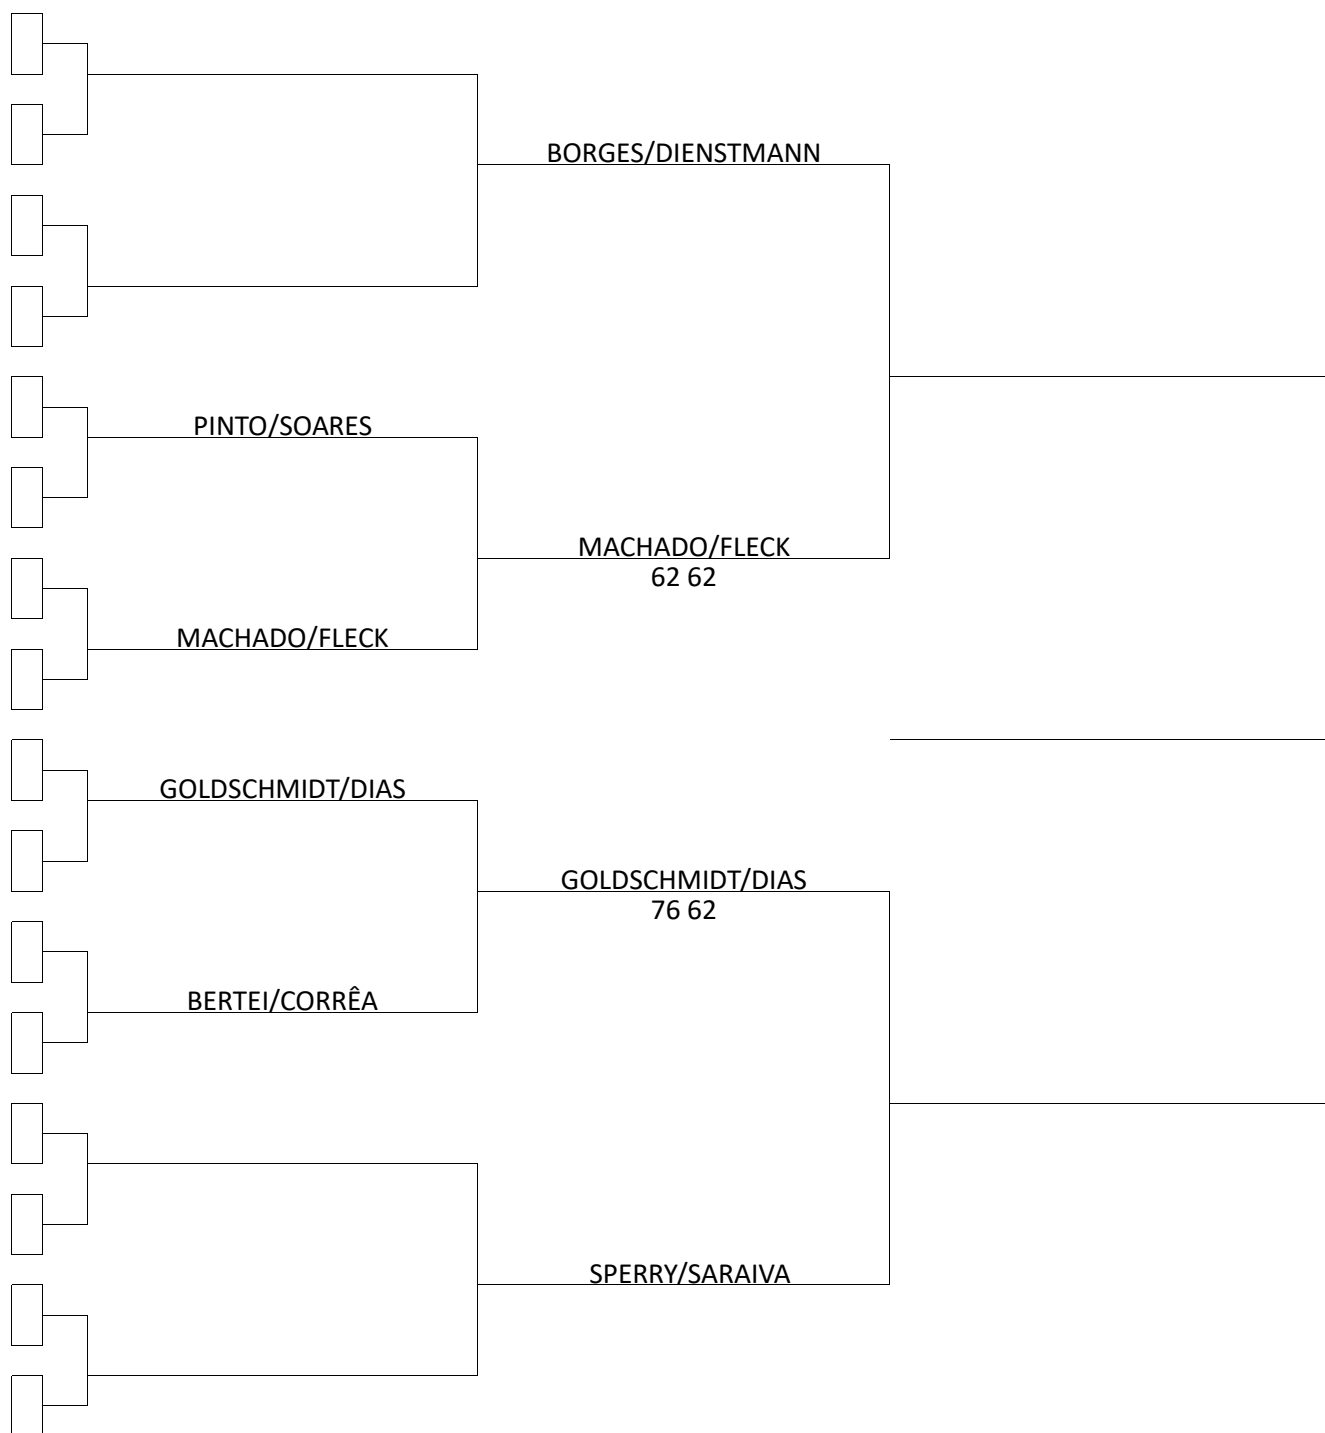 BORGES/DIENSTMANN
PINTO/SOARES
MACHADO/FLECK
62 62
MACHADO/FLECK
GOLDSCHMIDT/DIAS
GOLDSCHMIDT/DIAS
76 62
BERTEI/CORRÊA
SPERRY/SARAIVA